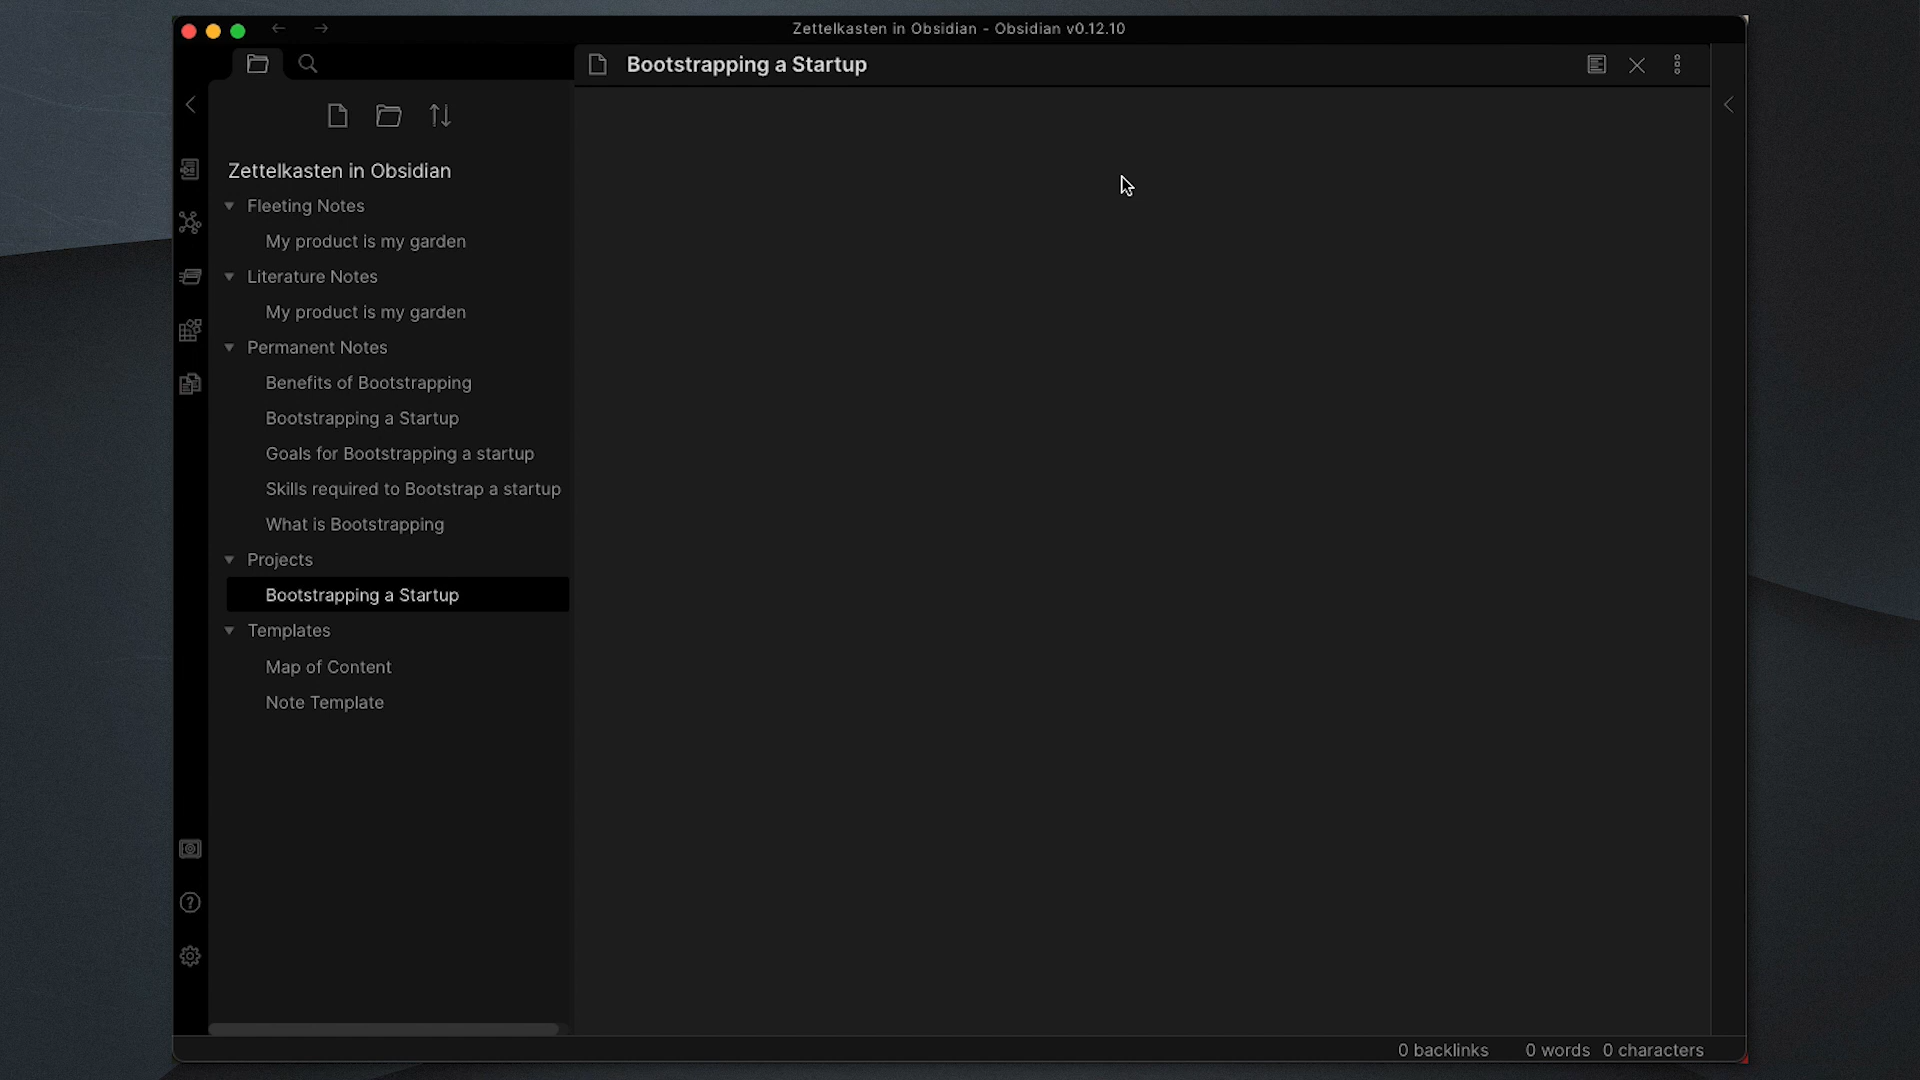 Zettelkasten in Obsidian - Obsidian v0.12.10
Bootstrapping a Startup
Zettelkasten in Obsidian
Fleeting Notes
My product is my garden
Literature Notes
My product is my garden
Permanent Notes
Benefits of Bootstrapping
Bootstrapping a Startup
Goals for Bootstrapping a startup
Skills required to Bootstrap a startup
What is Bootstrapping
Projects
Bootstrapping a Startup
Templates
Map of Content
Note Template
0 backlinks 0 words 0 characters